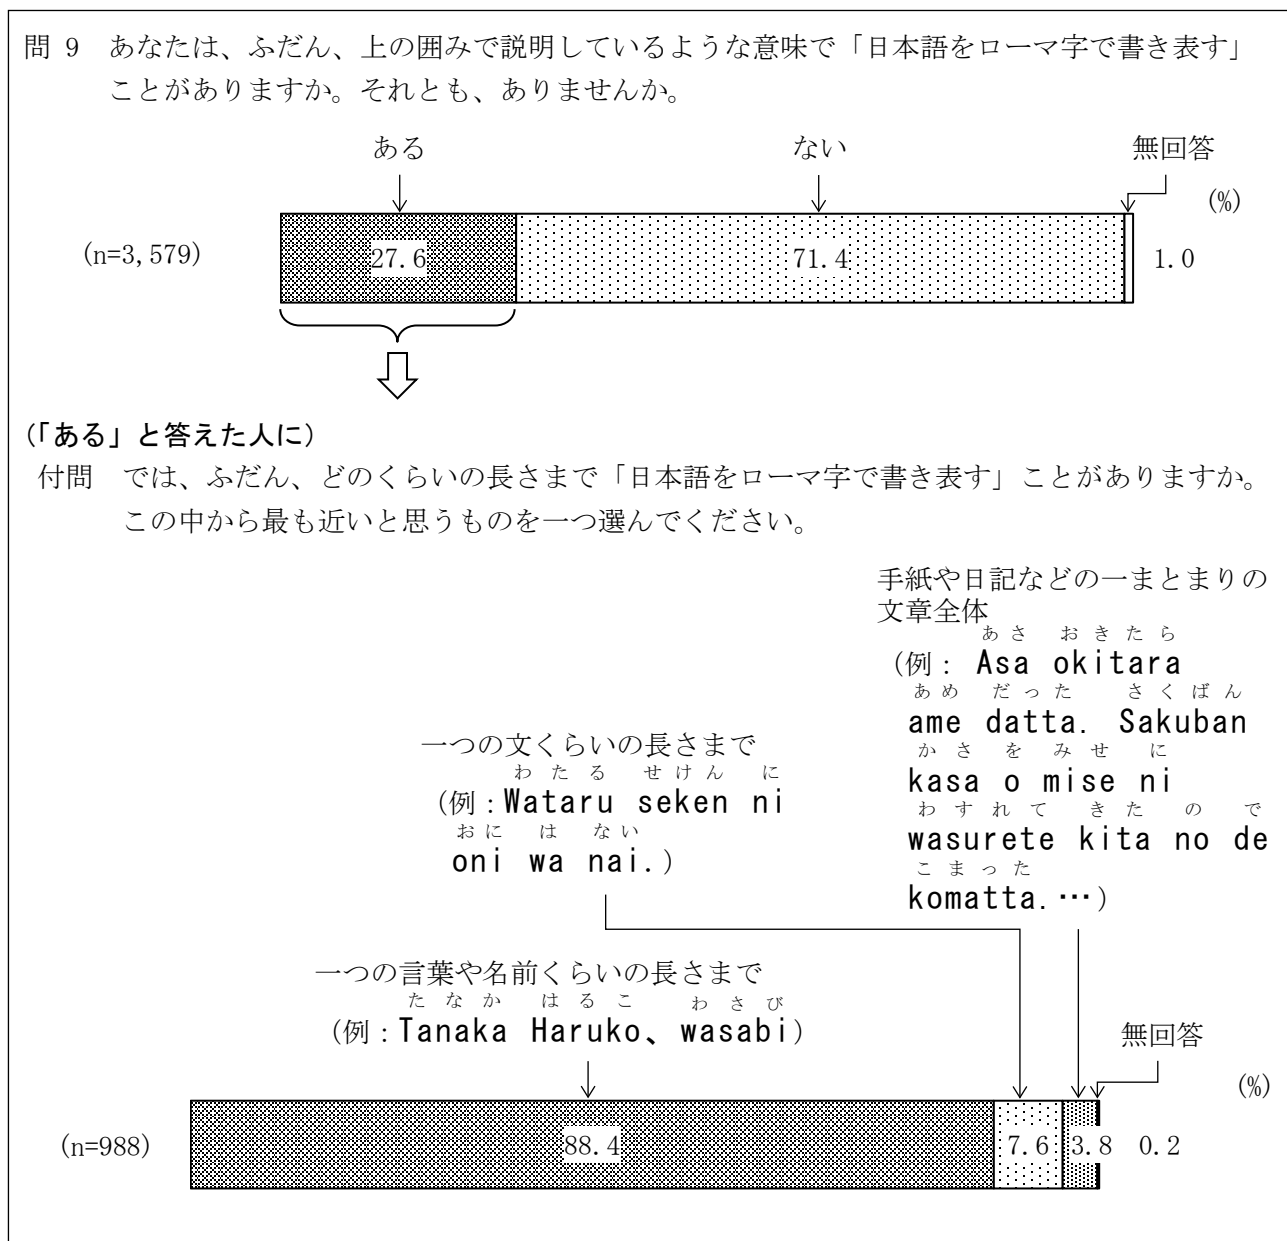 問 9 あなたは、ふだん、上の囲みで説明しているような意味で「日本語をローマ字で書き表す」
ことがありますか。それとも、ありませんか。
ある ない 無回答
(%)
(n=3,579) 27.6 71.4 1.0
(「ある」と答えた人に)
付問 では、ふだん、どのくらいの長さまで「日本語をローマ字で書き表す」ことがありますか。
この中から最も近いと思うものを一つ選んでください。
手紙や日記などの一まとまりの
文章全体
あさ おきたら
(例: Asa okitara
あめ だった さくばん
ame datta. Sakuban
かさ を みせ に
kasa o mise ni
わすれて きた の で
wasurete kita no de
こまった
komatta.…)
一つの文くらいの長さまで
わたる せけん に
(例:Wataru seken ni
おに は ない
oni wa nai.)
一つの言葉や名前くらいの長さまで
たなか はるこ わさび
(例:Tanaka Haruko、wasabi)
無回答
(%)
(n=988) 88.4 7.6 3.8 0.2